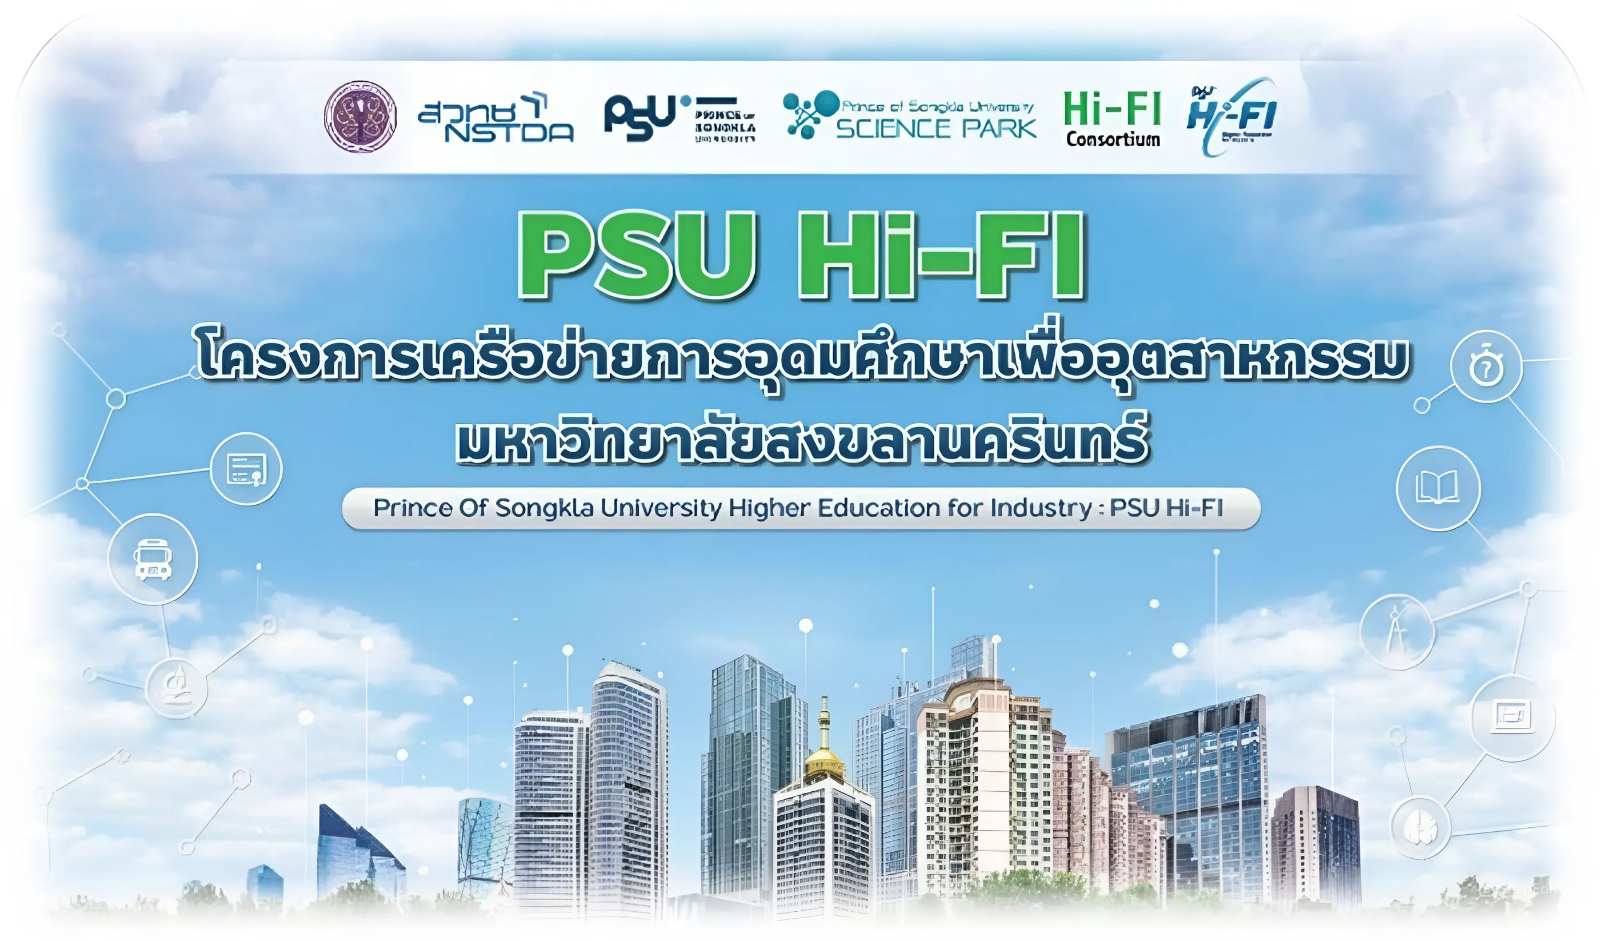 สวทช
NSTDA
PSU
PRINCE OF
SONGKLA
UNIVERSITY
Prince of Songkla University
SCIENCE PARK
Hi-FI
Consortium
PSU
Hi-FI
PSU Hi-FI
โครงการเครือข่ายการอุดมศึกษาเพื่ออุตสาหกรรม
มหาวิทยาลัยสงขลานครินทร์
Prince Of Songkla University Higher Education for Industry : PSU Hi-FI